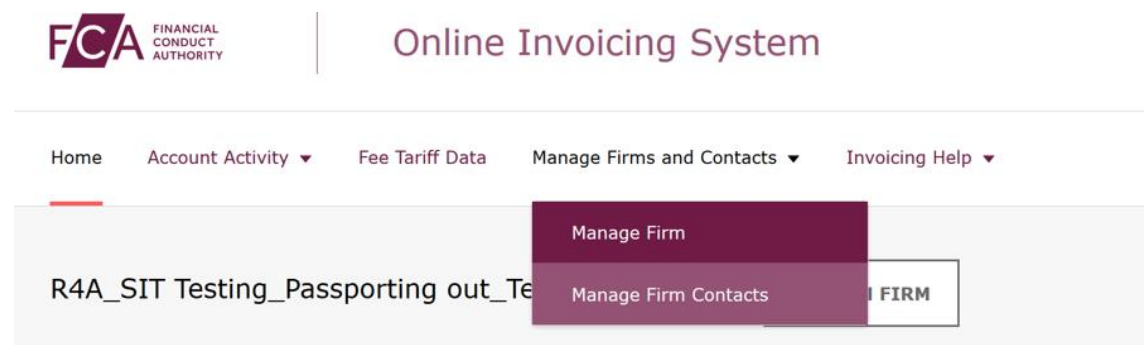 FCA FINANCIAL
CONDUCT
AUTHORITY
Online Invoicing System
Home Account Activity Fee Tariff Data Manage Firms and Contacts Invoicing Help
Manage Firm
Manage Firm Contacts
R4A_SIT Testing_Passporting out_Te
FIRM